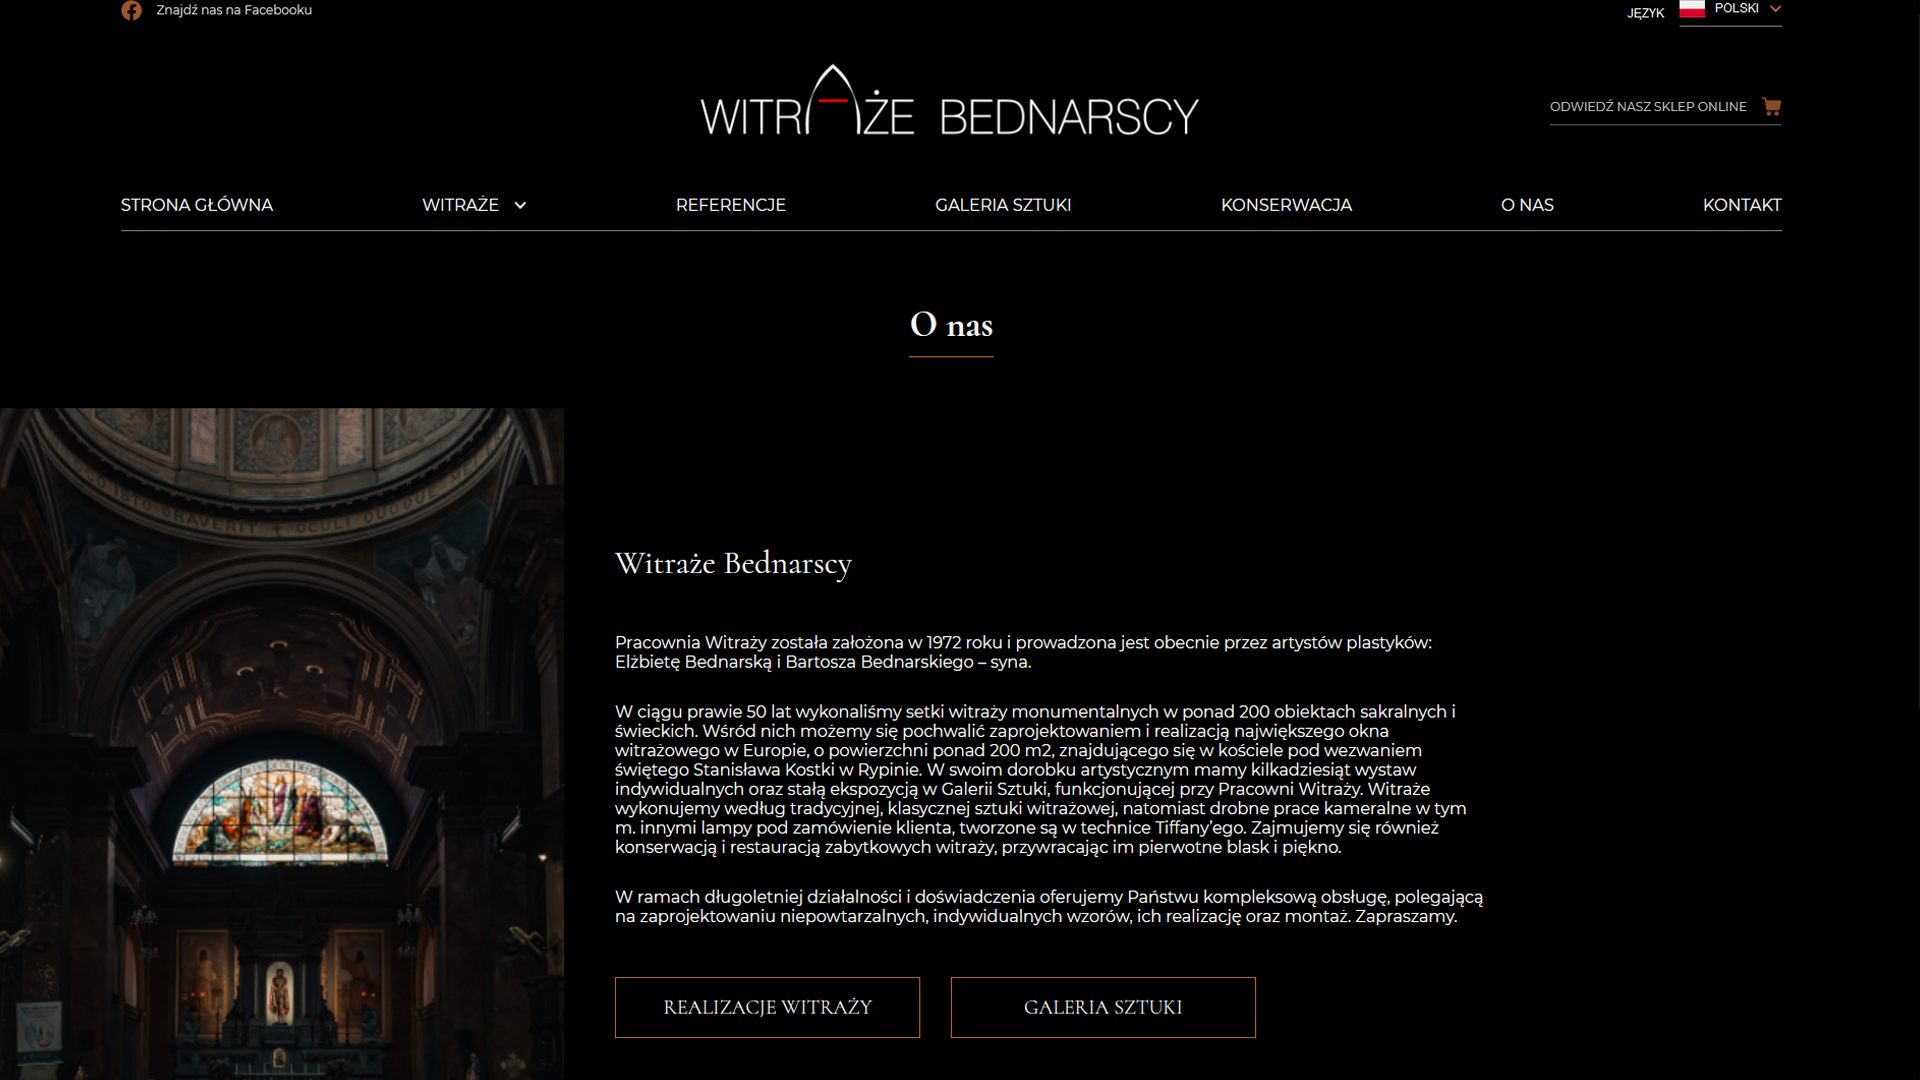 Znajdź nas na Facebooku
JĘZYK
POLSKI
WITRAŻE BEDNARSCY
ODWIEDŹ NASZ SKLEP ONLINE
STRONA GŁÓWNA
WITRAŻE
REFERENCJE
GALERIA SZTUKI
KONSERWACJA
O NAS
KONTAKT
O nas
GRAVERIT + OCULI QUOQUE
Witraże Bednarscy
Pracownia Witraży została założona w 1972 roku i prowadzona jest obecnie przez artystów plastyków:
Elżbietę Bednarską i Bartosza Bednarskiego – syna.
W ciągu prawie 50 lat wykonaliśmy setki witraży monumentalnych w ponad 200 obiektach sakralnych i
świeckich. Wśród nich możemy się pochwalić zaprojektowaniem i realizacją największego okna
witrażowego w Europie, o powierzchni ponad 200 m2, znajdującego się w kościele pod wezwaniem
świętego Stanisława Kostki w Rypinie. W swoim dorobku artystycznym mamy kilkadziesiąt wystaw
indywidualnych oraz stałą ekspozycją w Galerii Sztuki, funkcjonującej przy Pracowni Witraży. Witraże
wykonujemy według tradycyjnej, klasycznej sztuki witrażowej, natomiast drobne prace kameralne w tym
m. innymi lampy pod zamówienie klienta, tworzone są w technice Tiffany’ego. Zajmujemy się również
konserwacją i restauracją zabytkowych witraży, przywracając im pierwotne blask i piękno.
W ramach długoletniej działalności i doświadczenia oferujemy Państwu kompleksową obsługę, polegającą
na zaprojektowaniu niepowtarzalnych, indywidualnych wzorów, ich realizację oraz montaż. Zapraszamy.
REALIZACJE WITRAŻY
GALERIA SZTUKI